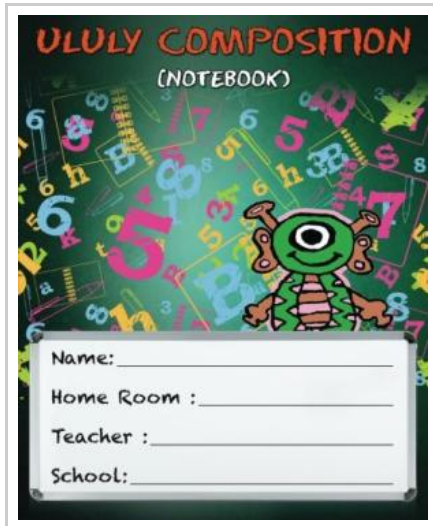 ULULY COMPOSITION
(NOTEBOOK)
Name:
Home Room :
Teacher :
School: